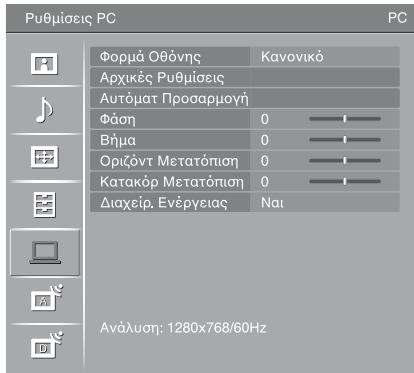 Ρυθμίσεις PC PC
Φορμά Οθόνης Κανονικό
Αρχικές Ρυθμίσεις
Αυτόματ Προσαρμογή
Φάση 0
Βήμα 0
Οριζόντ Μετατόπιση 0
Κατακόρ Μετατόπιση 0
Διαχείρ. Ενέργειας Ναι
A
D
Ανάλυση: 1280x768/60Hz